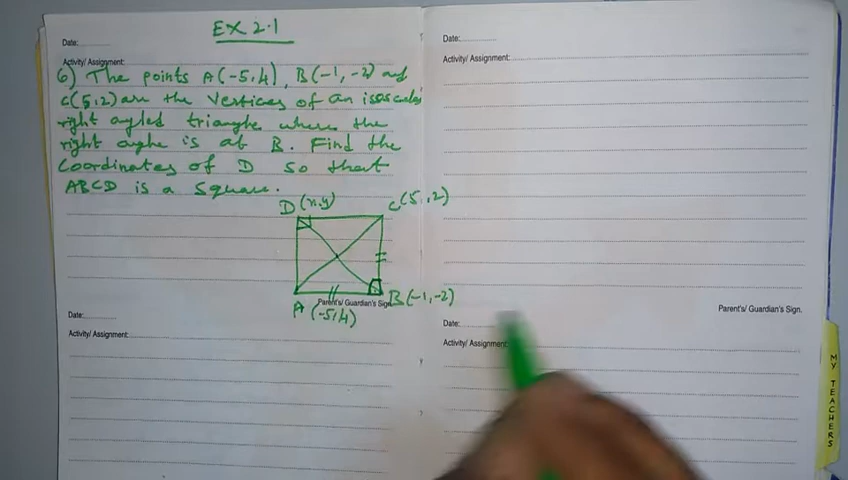 EX 2.1
Date:
Activity/ Assignment:
6) The points A(-5,4), B(-1,-2) and
C(5,2) are the vertices of an isosceles
right angled triangle where the
right angle is at B. Find the
Coordinates of D so that
ABCD is a Square.
D(x,y)
C(5,2)
A
(-5,4)
B(-1,-2)
Parent's/ Guardian's Sign.
Date:
Activity/ Assignment:
Date:
Activity/ Assignment:
Parent's/ Guardian's Sign.
Date:
Activity/ Assignment:
MY TEACHERS